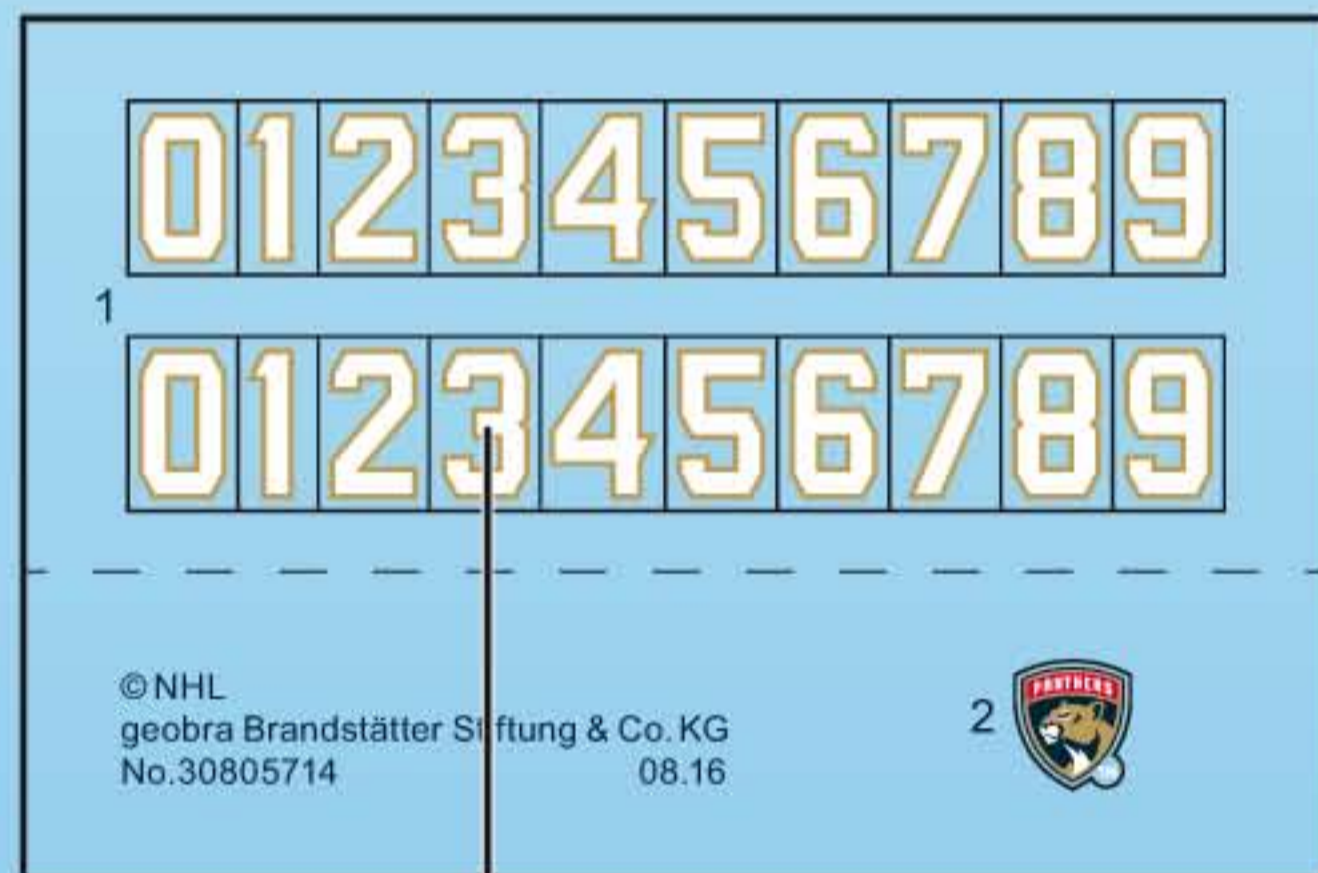 0123456789
1
0123456789
© NHL
geobra Brandstätter Stiftung & Co. KG
No.30805714 08.16
2
PANTHERS